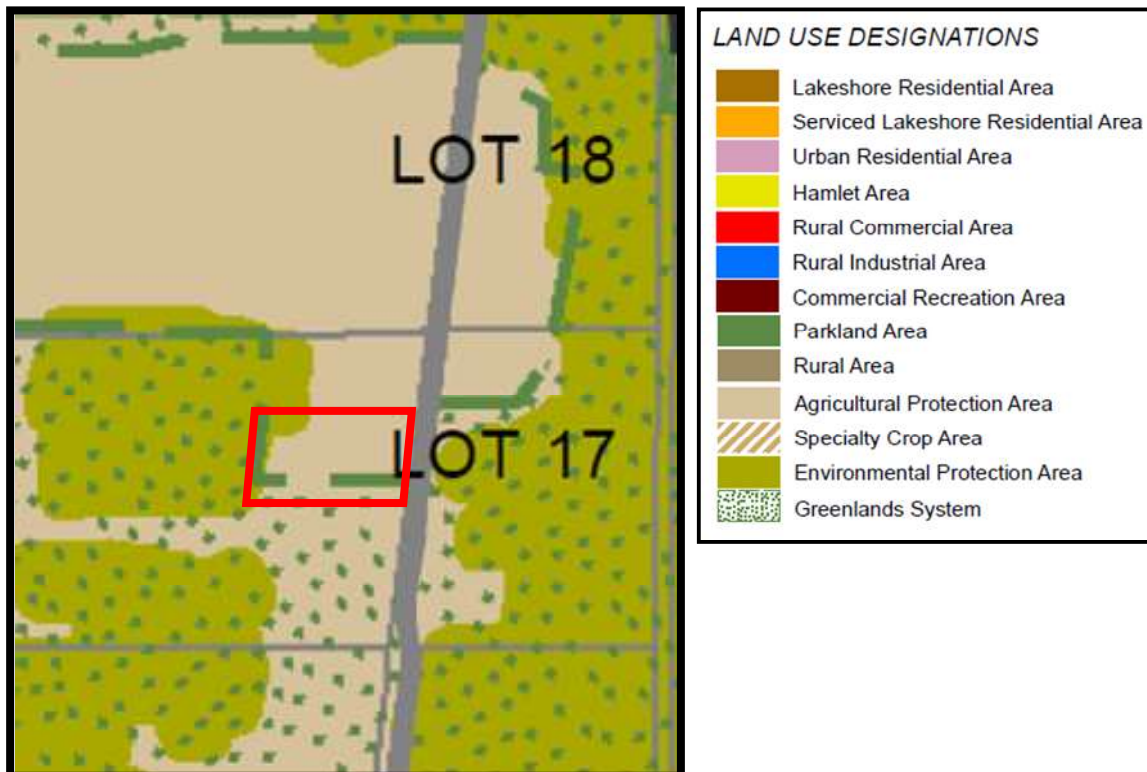 LOT 18
LOT 17
LAND USE DESIGNATIONS
Lakeshore Residential Area
Serviced Lakeshore Residential Area
Urban Residential Area
Hamlet Area
Rural Commercial Area
Rural Industrial Area
Commercial Recreation Area
Parkland Area
Rural Area
Agricultural Protection Area
Specialty Crop Area
Environmental Protection Area
Greenlands System